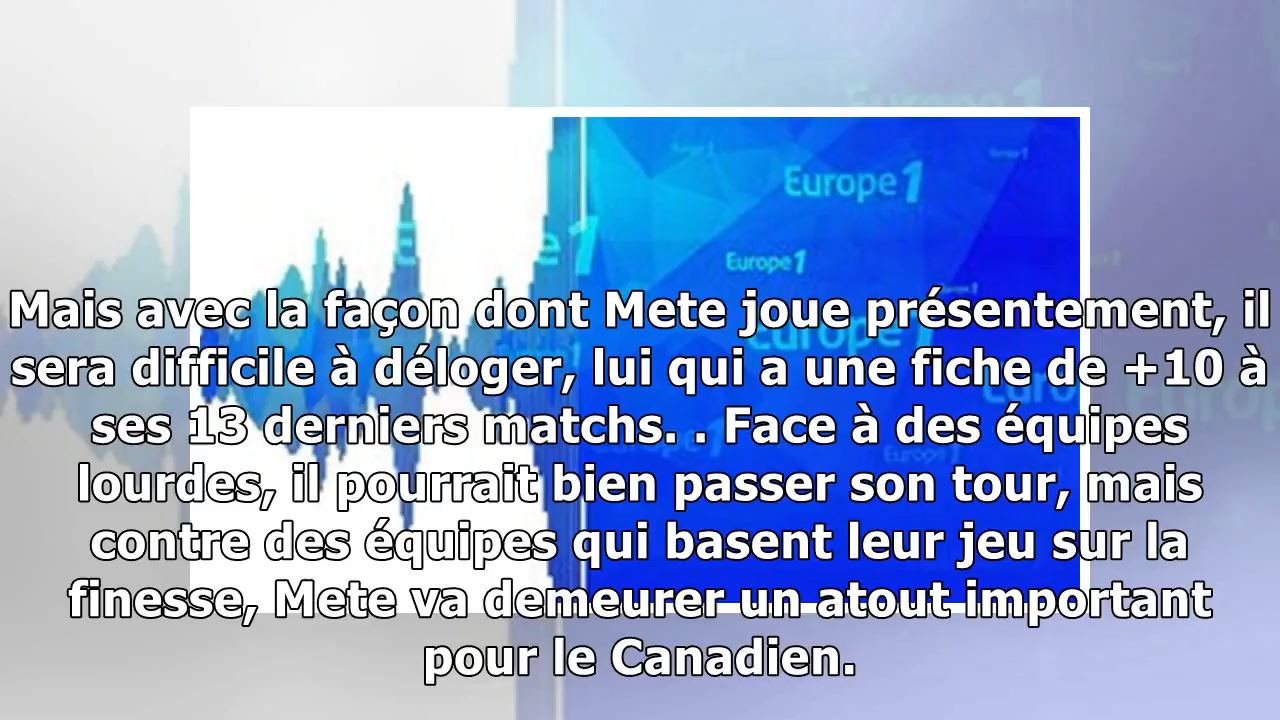 Europe 1
Europe 1
Mais avec la façon dont Mete joue présentement, il
sera difficile à déloger, lui qui a une fiche de +10 à
ses 13 derniers matchs. . Face à des équipes
lourdes, il pourrait bien passer son tour, mais
contre des équipes qui basent leur jeu sur la
finesse, Mete va demeurer un atout important
pour le Canadien.